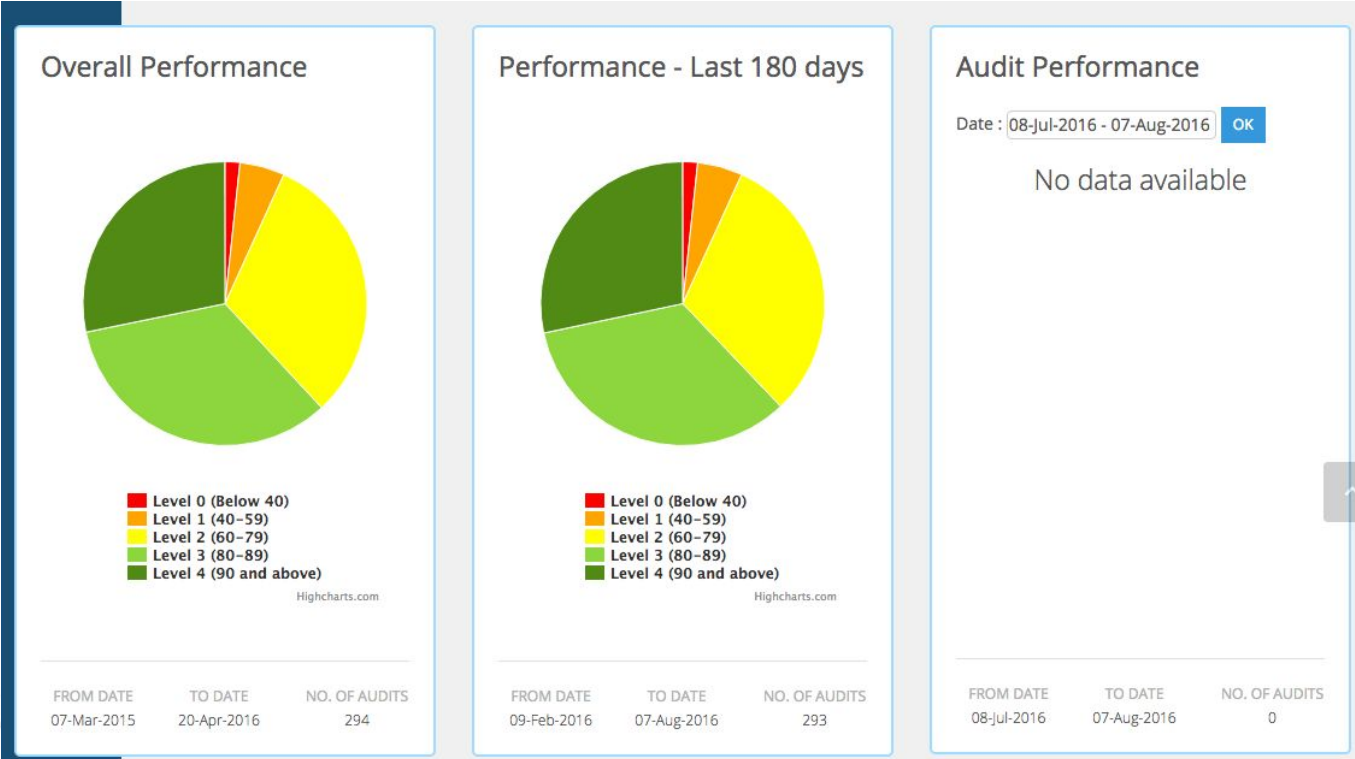 Overall Performance
Level 0 (Below 40)
Level 1 (40-59)
Level 2 (60-79)
Level 3 (80-89)
Level 4 (90 and above)
Highcharts.com
FROM DATE TO DATE NO. OF AUDITS
07-Mar-2015 20-Apr-2016 294
Performance - Last 180 days
Level 0 (Below 40)
Level 1 (40-59)
Level 2 (60-79)
Level 3 (80-89)
Level 4 (90 and above)
Highcharts.com
FROM DATE TO DATE NO. OF AUDITS
09-Feb-2016 07-Aug-2016 293
Audit Performance
Date : 08-Jul-2016 - 07-Aug-2016 OK
No data available
FROM DATE TO DATE NO. OF AUDITS
08-Jul-2016 07-Aug-2016 0